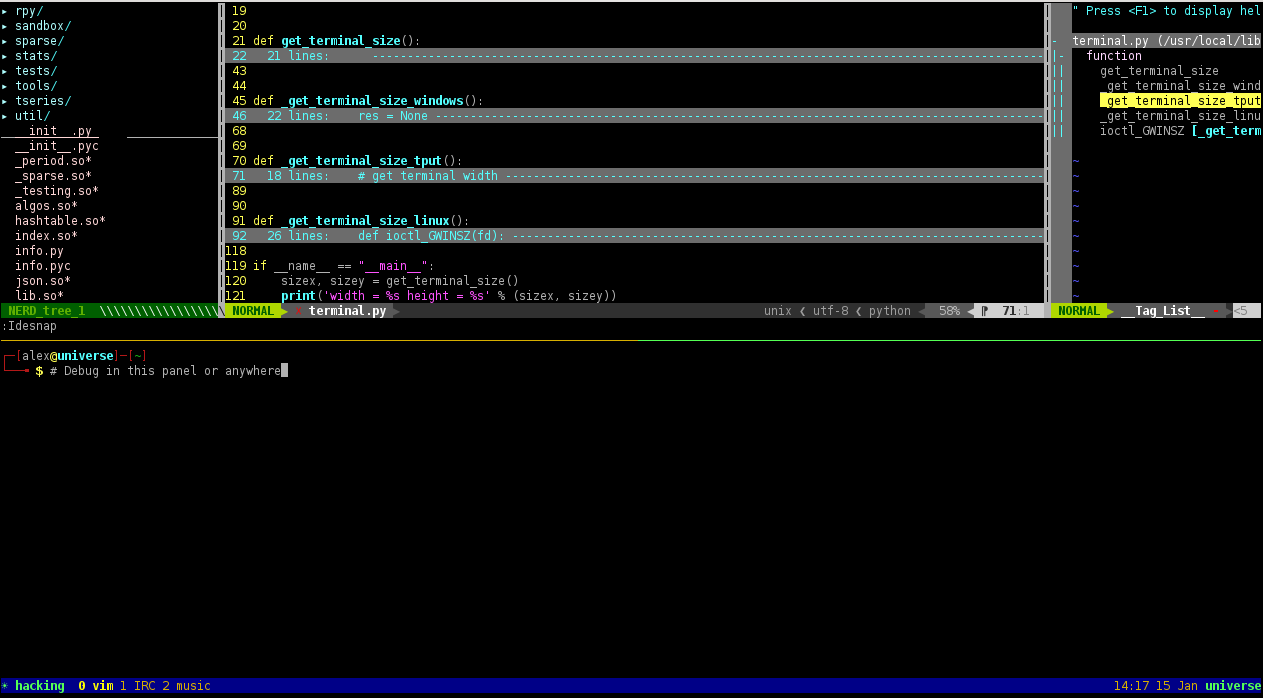 ▸ rpy/
▸ sandbox/
▸ sparse/
▸ stats/
▸ tests/
▸ tools/
▸ tseries/
▸ util/
__init__.py
__init__.pyc
_period.so*
_sparse.so*
_testing.so*
algos.so*
hashtable.so*
index.so*
info.py
info.pyc
json.so*
lib.so*
NERD_tree_1 \\\\\\\\\\\\\\\\\\
19
20
21 def get_terminal_size():
22 21 lines: ------------------------------------------------------------------------------------------------
43
44
45 def _get_terminal_size_windows():
46 22 lines: res = None ---------------------------------------------------------------------------------------
68
69
70 def _get_terminal_size_tput():
71 18 lines: # get terminal width -----------------------------------------------------------------------------
89
90
91 def _get_terminal_size_linux():
92 26 lines: def ioctl_GWINSZ(fd): ----------------------------------------------------------------------------
118
119 if __name__ == "__main__":
120 sizex, sizey = get_terminal_size()
121 print('width = %s height = %s' % (sizex, sizey))
NORMAL terminal.py unix ❮ utf-8 ❮ python 58% 71:1
" Press <F1> to display hel
- terminal.py (/usr/local/lib
|- function
|| get_terminal_size
|| _get_terminal_size_wind
|| _get_terminal_size_tput
|| _get_terminal_size_linu
|| ioctl_GWINSZ [_get_term
~
~
~
~
~
~
~
~
~
~
NORMAL __Tag_List__ - <5
:Idesnap
┌─[alex@universe]─[~]
└──╼ $ # Debug in this panel or anywhere
☀ hacking 0 vim 1 IRC 2 music 14:17 15 Jan universe